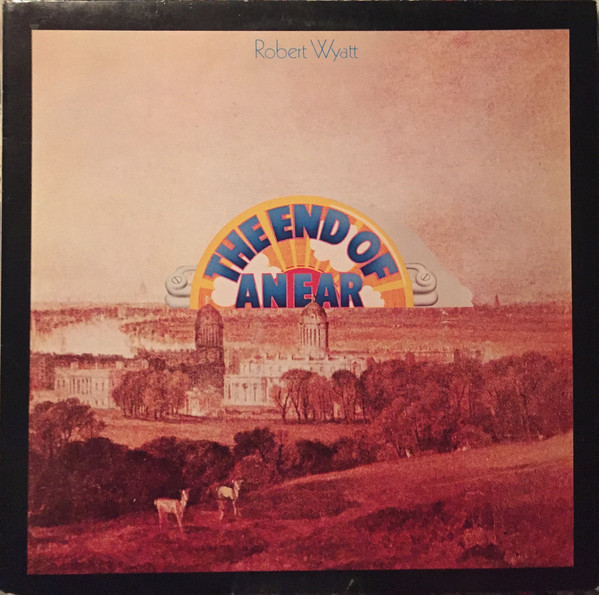 Robert Wyatt
THE END OF
AN EAR